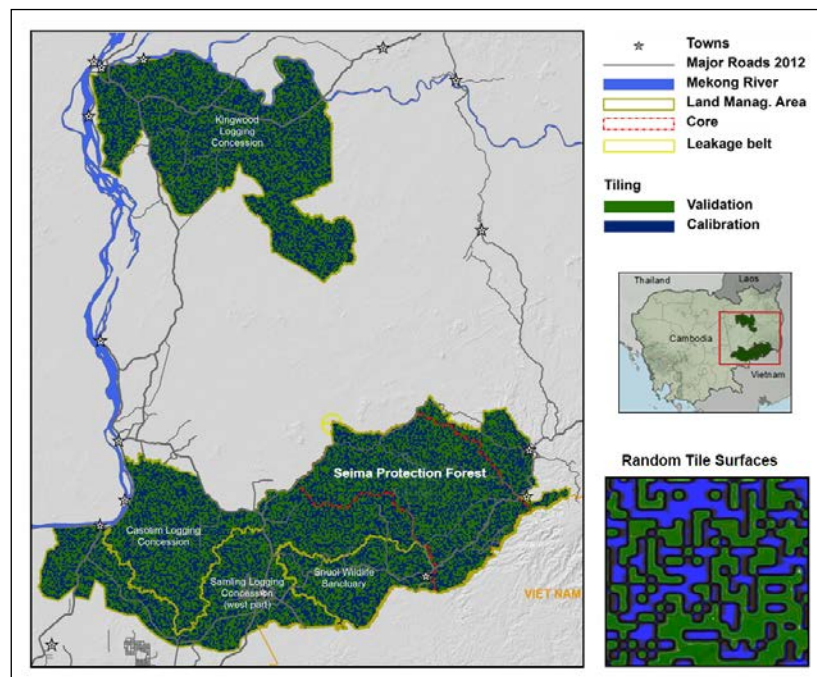 Kingwood
Logging
Concession
Seima Protection Forest
Casotim Logging
Concession
Samling Logging
Concession
(west part)
Snuol Wildlife
Sanctuary
VIET NAM
Towns
Major Roads 2012
Mekong River
Land Manag. Area
Core
Leakage belt
Tiling
Validation
Calibration
Thailand
Laos
Cambodia
Vietnam
Random Tile Surfaces